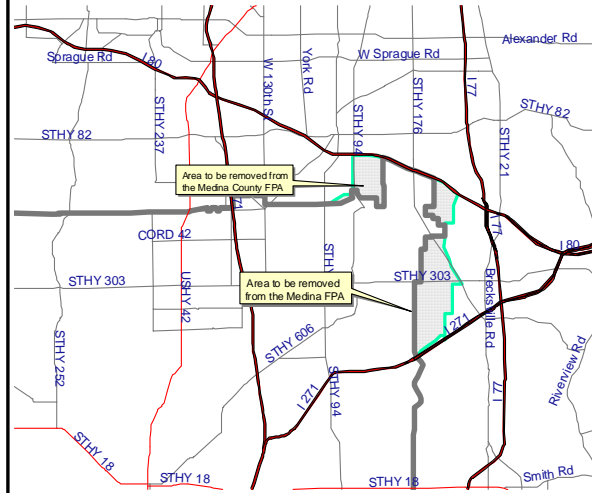 Alexander Rd
Sprague Rd
I 80
W 130th St
York Rd
W Sprague Rd
I 77
STHY 82
STHY 237
STHY 94
STHY 176
STHY 82
STHY 21
Area to be removed from
the Medina County FPA
71
I 77
CORD 42
STHY
I 80
USHY 42
STHY 303
Area to be removed
from the Medina FPA
STHY 303
Brecksville Rd
STHY 252
STHY 606
I 271
Riverview Rd
I 271
STHY 94
I 77
STHY 18
STHY 18
STHY 18
Smith Rd